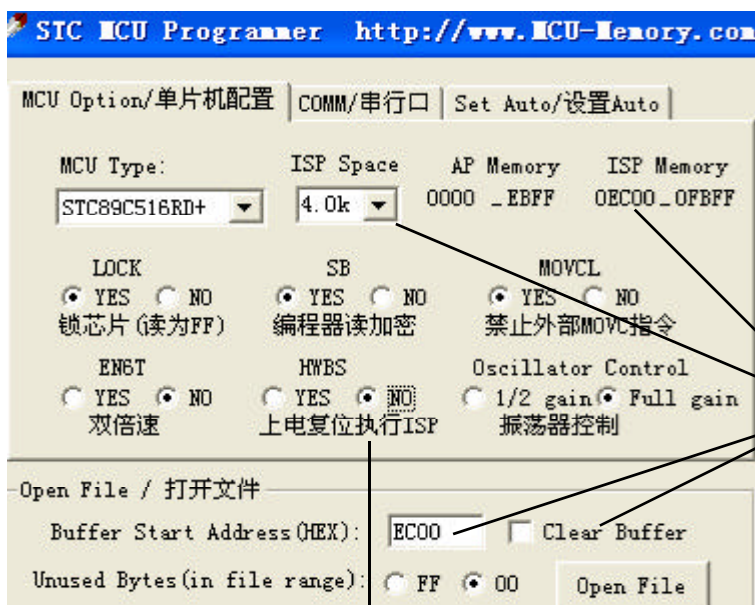 STC MCU Programmer http://www.MCU-Memory.com
MCU Option/单片机配置 COMM/串行口 Set Auto/设置Auto
MCU Type: ISP Space AP Memory ISP Memory
STC89C516RD+ 4.0k 0000 _ EBFF 0EC00_0FBFF
LOCK SB MOVCL
YES NO YES NO YES NO
锁芯片(读为FF) 编程器读加密 禁止外部MOVC指令
EN6T HWBS Oscillator Control
YES NO YES NO 1/2 gain Full gain
双倍速 上电复位执行ISP 振荡器控制
Open File / 打开文件
Buffer Start Address(HEX): EC00 Clear Buffer
Unused Bytes(in file range): FF 00 Open File